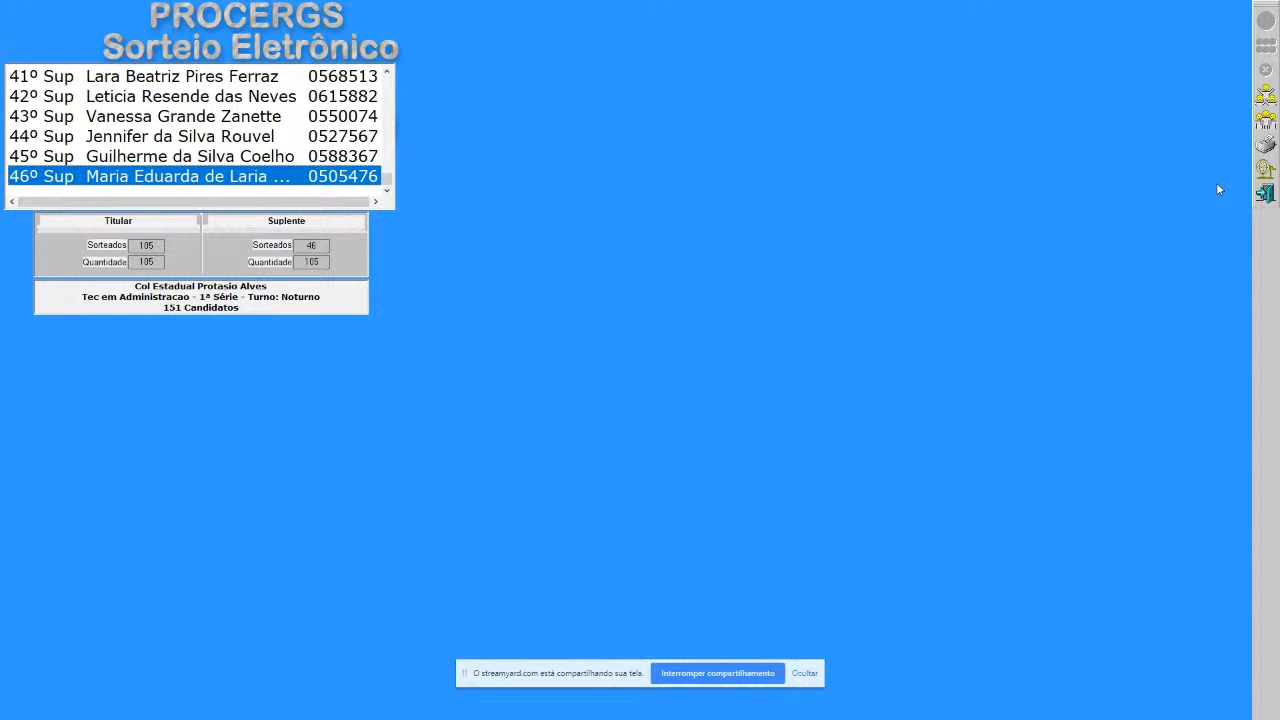 PROCERGS
Sorteio Eletrônico
41º Sup Lara Beatriz Pires Ferraz 0568513
42º Sup Leticia Resende das Neves 0615882
43º Sup Vanessa Grande Zanette 0550074
44º Sup Jennifer da Silva Rouvel 0527567
45º Sup Guilherme da Silva Coelho 0588367
46º Sup Maria Eduarda de Laria ... 0505476
Titular Suplente
Sorteados 105 Sorteados 46
Quantidade 105 Quantidade 105
Col Estadual Protasio Alves
Tec em Administracao - 1ª Série - Turno: Noturno
151 Candidatos
O streamyard.com está compartilhando sua tela. Interromper compartilhamento Ocultar